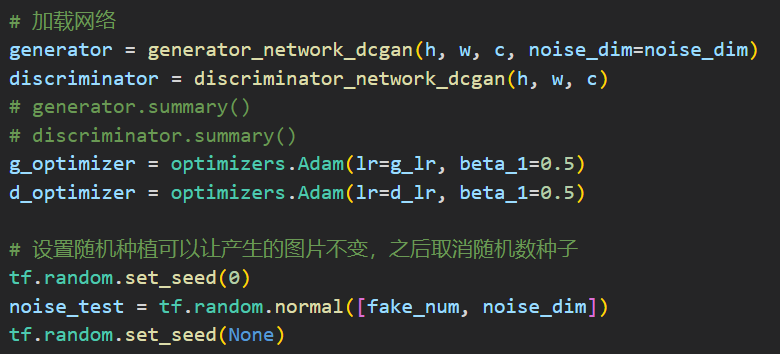 # 加载网络
generator = generator_network_dcgan(h, w, c, noise_dim=noise_dim)
discriminator = discriminator_network_dcgan(h, w, c)
# generator.summary()
# discriminator.summary()
g_optimizer = optimizers.Adam(lr=g_lr, beta_1=0.5)
d_optimizer = optimizers.Adam(lr=d_lr, beta_1=0.5)
# 设置随机种植可以让产生的图片不变，之后取消随机数种子
tf.random.set_seed(0)
noise_test = tf.random.normal([fake_num, noise_dim])
tf.random.set_seed(None)